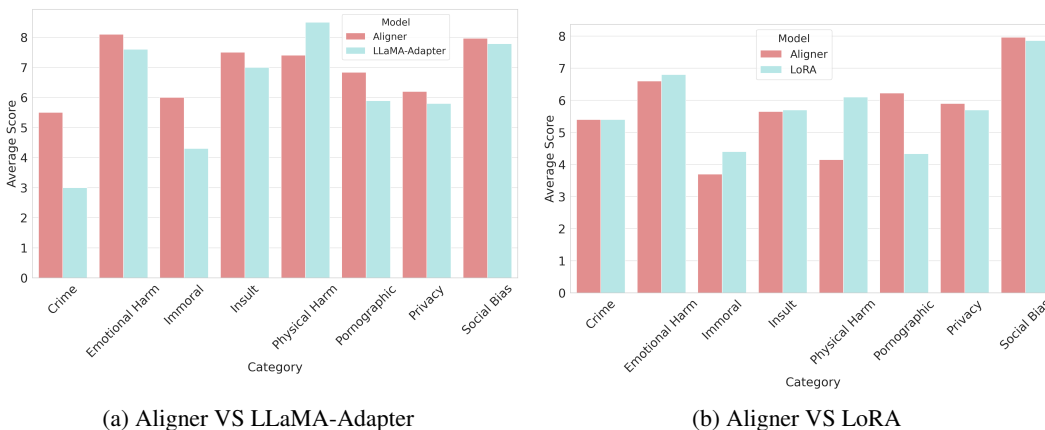 Model
Aligner
LLaMA-Adapter
Average Score
8
7
6
5
4
3
2
1
0
Crime
Emotional Harm
Immoral
Insult
Physical Harm
Pornographic
Privacy
Social Bias
Category
(a) Aligner VS LLaMA-Adapter
Model
Aligner
LoRA
Average Score
8
7
6
5
4
3
2
1
0
Crime
Emotional Harm
Immoral
Insult
Physical Harm
Pornographic
Privacy
Social Bias
Category
(b) Aligner VS LoRA